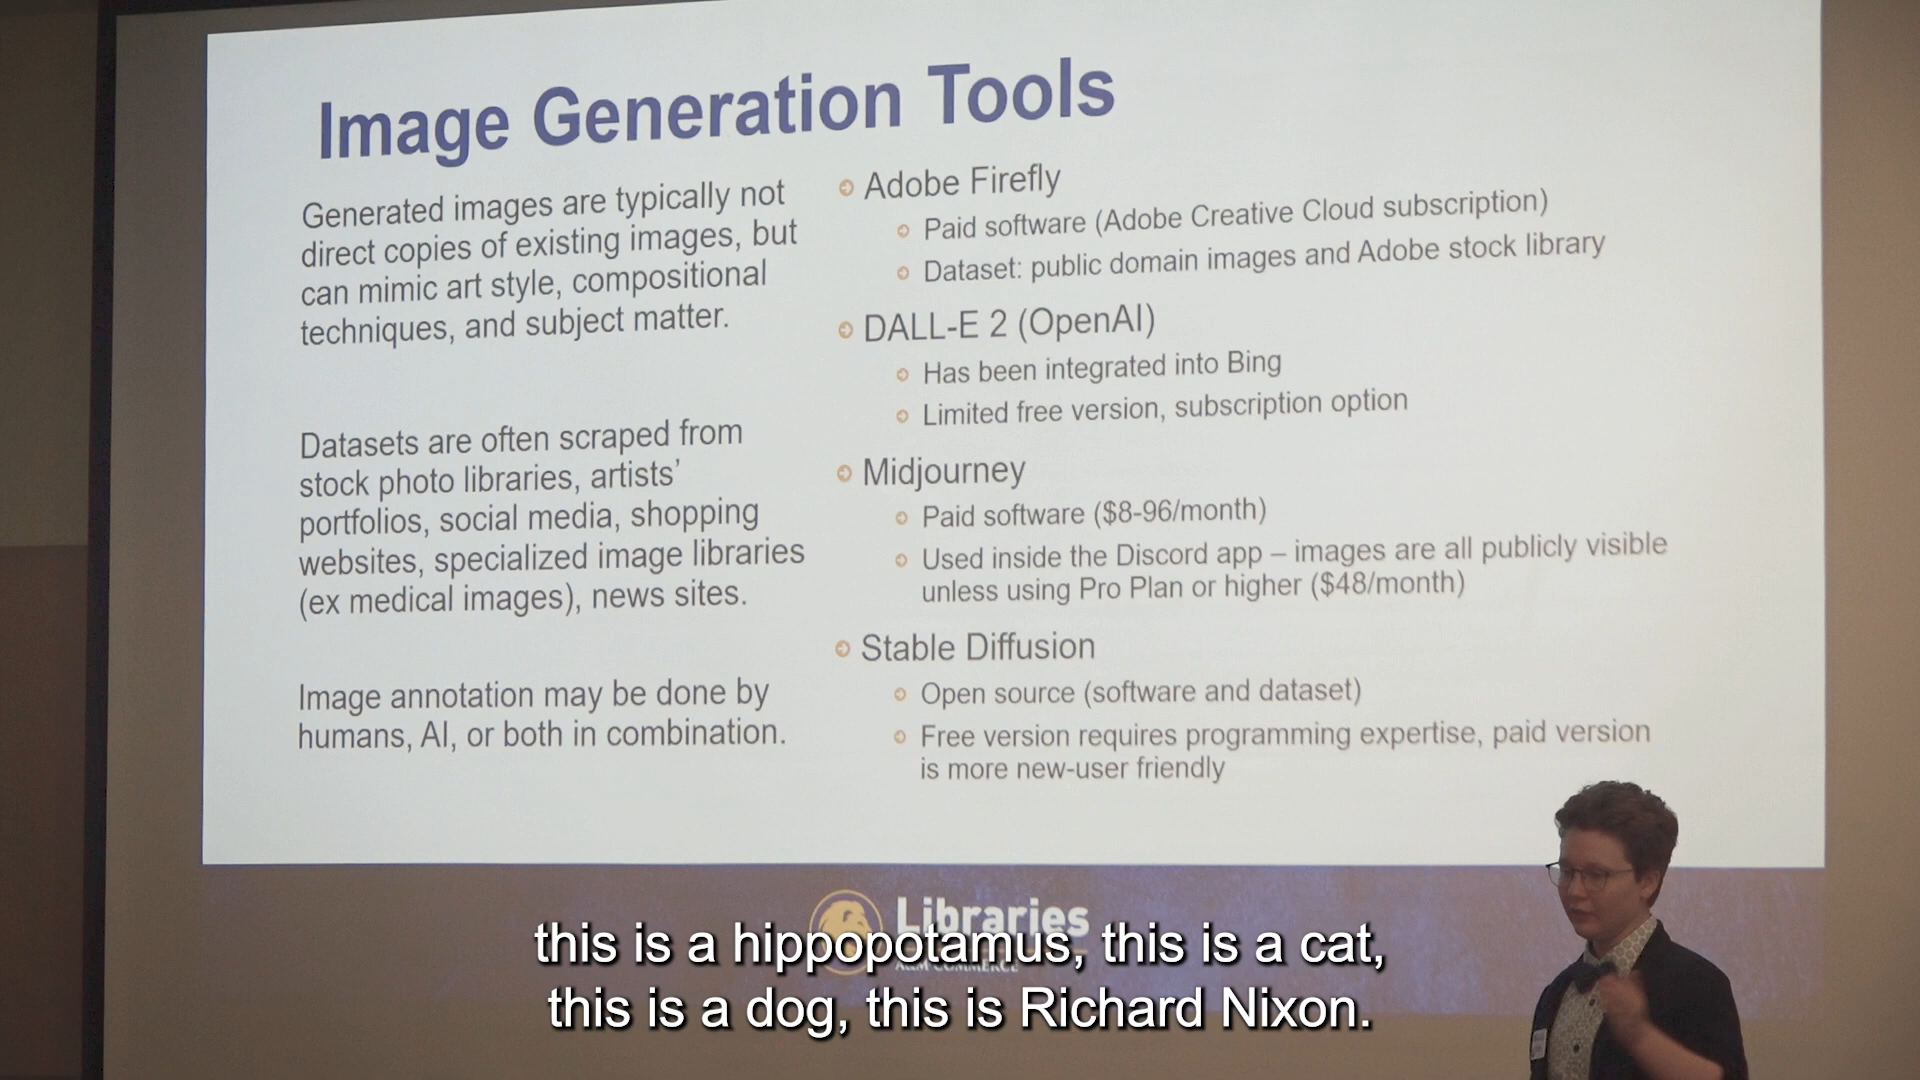 Image Generation Tools
Generated images are typically not
direct copies of existing images, but
can mimic art style, compositional
techniques, and subject matter.
Datasets are often scraped from
stock photo libraries, artists’
portfolios, social media, shopping
websites, specialized image libraries
(ex medical images), news sites.
Image annotation may be done by
humans, AI, or both in combination.
Adobe Firefly
Paid software (Adobe Creative Cloud subscription)
Dataset: public domain images and Adobe stock library
DALL-E 2 (OpenAI)
Has been integrated into Bing
Limited free version, subscription option
Midjourney
Paid software ($8-96/month)
Used inside the Discord app – images are all publicly visible
unless using Pro Plan or higher ($48/month)
Stable Diffusion
Open source (software and dataset)
Free version requires programming expertise, paid version
is more new-user friendly
Libraries
A&M-COMMERCE
this is a hippopotamus, this is a cat,
this is a dog, this is Richard Nixon.